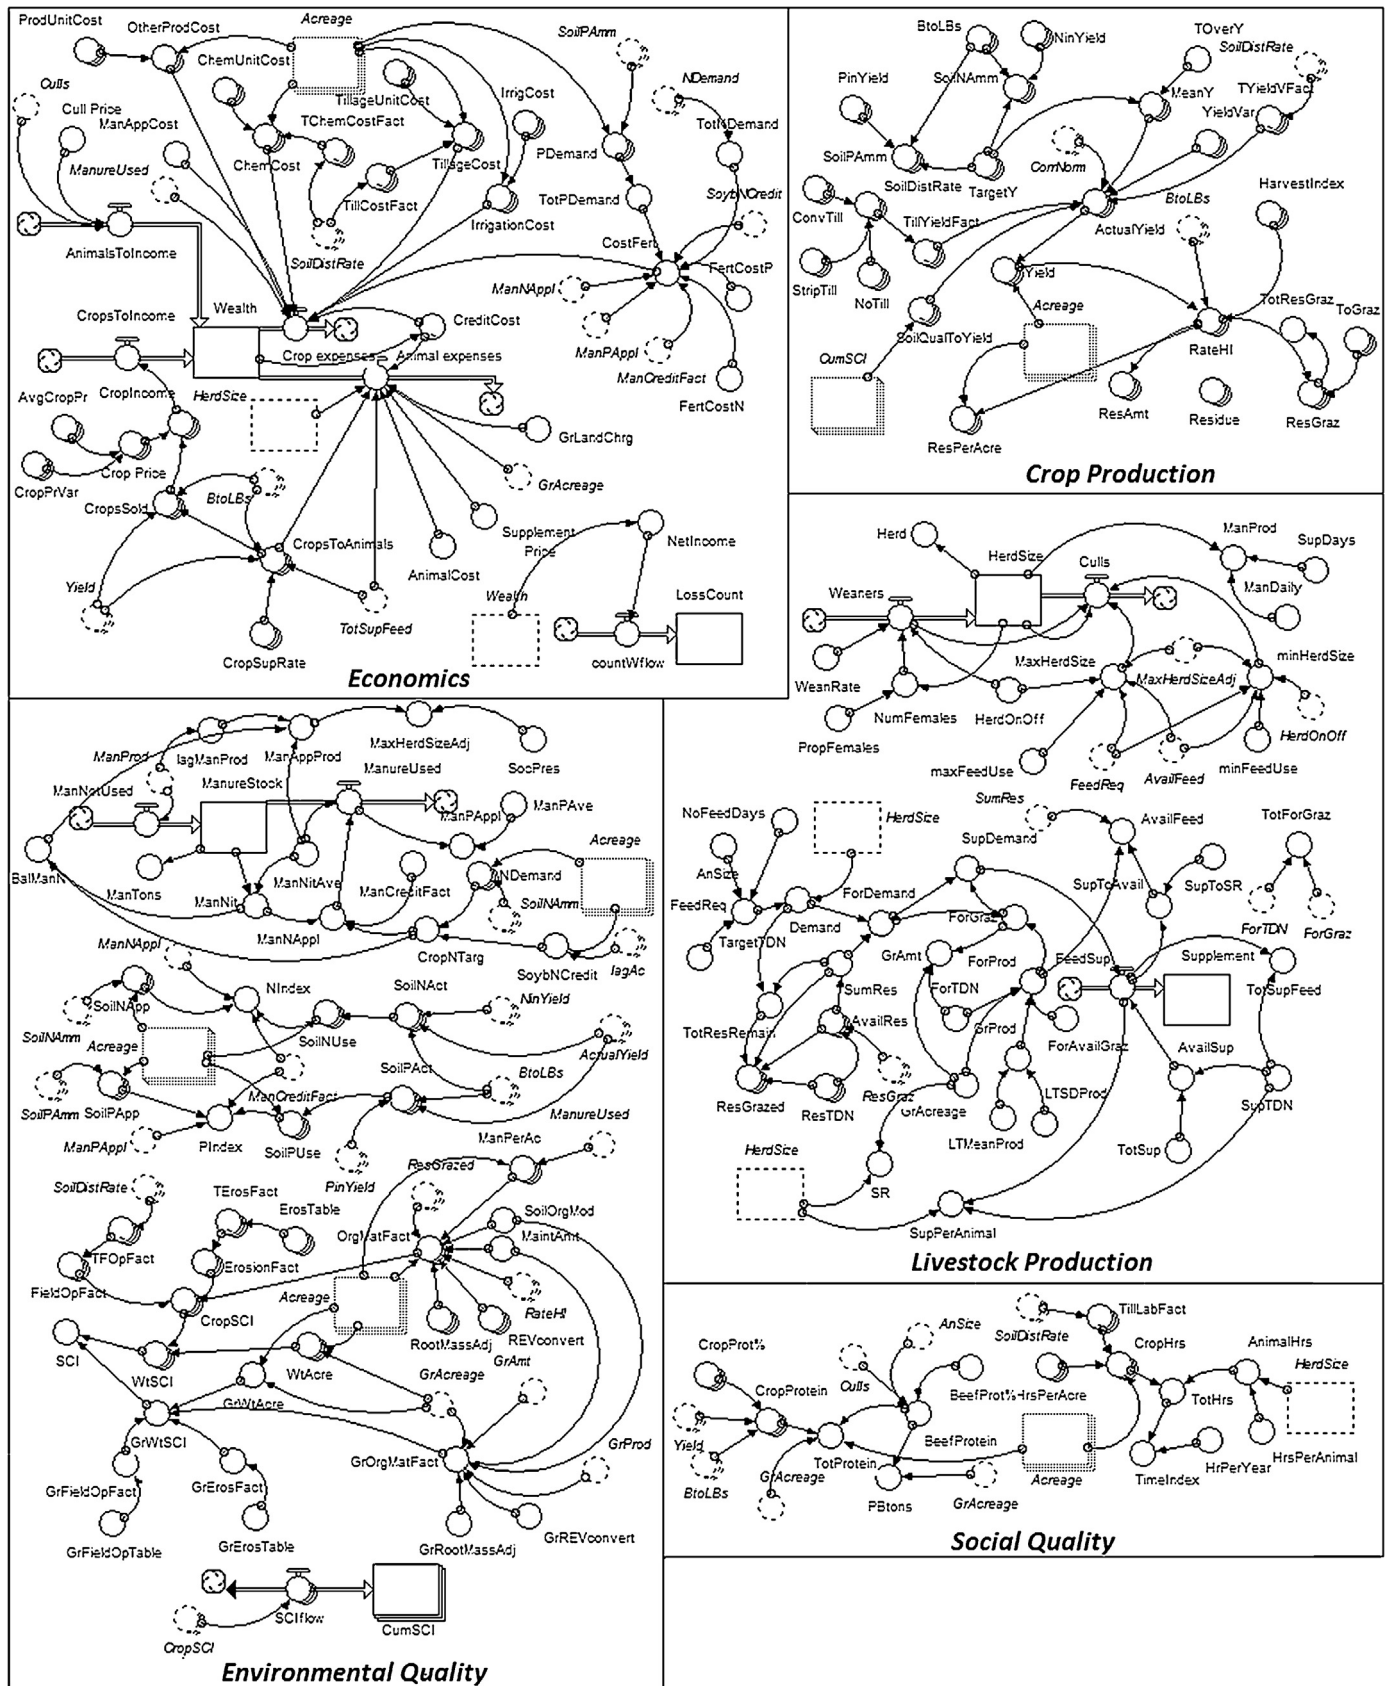 ProdUnitCost
OtherProdCost
Acreage
SoilPAmm
ChemUnitCost
NDemand
Culls
Cull Price
TillageUnitCost
IrrigCost
ManAppCost
TChemCostFact
TotNDemand
ManureUsed
ChemCost
TillageCost
PDemand
TillCostFact
TotPDemand
SoybNCredit
IrrigationCost
AnimalsToIncome
SoilDistRate
CostFert
ManNAppl
FertCostP
CropsToIncome
Wealth
CreditCost
ManPAppl
Crop expenses
Animal expenses
ManCreditFact
AvgCropPr
CropIncome
HerdSize
FertCostN
GrLandChrg
CropPrVar
Crop Price
GrAcreage
CropsSold
BtoLBs
Supplement
Price
NetIncome
CropsToAnimals
AnimalCost
Yield
Wealth
LossCount
TotSupFeed
CropSupRate
countWflow
Economics
BtoLBs
NinYield
TOverY
SoilDistRate
PinYield
SoilNAmm
MeanY
TYieldVFact
YieldVar
SoilPAmm
CornNorm
SoilDistRate
TargetY
HarvestIndex
ConvTill
TillYieldFact
BtoLBs
ActualYield
StripTill
NoTill
Yield
Acreage
TotResGraz
ToGraz
SoilQualToYield
RateHI
CumSCI
ResAmt
Residue
ResGraz
ResPerAcre
Crop Production
Herd
HerdSize
Culls
ManProd
SupDays
Weaners
ManDaily
MaxHerdSize
minHerdSize
WeanRate
MaxHerdSizeAdj
NumFemales
HerdOnOff
PropFemales
HerdOnOff
maxFeedUse
FeedReq
AvailFeed
minFeedUse
SumRes
NoFeedDays
HerdSize
SupDemand
AvailFeed
TotForGraz
AnSize
ForDemand
SupToAvail
SupToSR
FeedReq
TargetTDN
Demand
ForGraz
ForTDN
ForGraz
GrAmt
ForProd
FeedSup
Supplement
SumRes
ForTDN
TotSupFeed
TotResRemain
AvailRes
GrProd
ForAvailGraz
AvailSup
ResGrazed
ResTDN
ResGraz
GrAcreage
LTSDProd
SupTDN
LTMeanProd
HerdSize
SR
TotSup
SupPerAnimal
Livestock Production
ManProd
lagManProd
ManAppProd
MaxHerdSizeAdj
SocPres
ManNotUsed
ManureStock
ManureUsed
ManPAppl
ManPAve
Acreage
BalManN
ManTons
ManNitAve
ManCreditFact
NDemand
ManNit
SoilNAmm
ManNAppl
CropNTarg
ManNAppl
SoybNCredit
lagAc
SoilNApp
NIndex
SoilNAct
NinYield
SoilNAmm
Acreage
SoilNUse
ActualYield
SoilPAct
BtoLBs
SoilPAmm
SoilPApp
ManCreditFact
ManureUsed
ManPAppl
PIndex
SoilPUse
ManPerAc
PinYield
ResGrazed
SoilDistRate
TErosFact
ErosTable
SoilOrgMod
OrgMatFact
MaintAmt
TFOpFact
ErosionFact
FieldOpFact
CropSCI
Acreage
RateHI
SCI
RootMassAdj
REVconvert
WtSCI
WtAcre
GrAcreage
GrAmt
GrWtAcre
GrWtSCI
GrOrgMatFact
GrProd
GrFieldOpFact
GrErosFact
GrREVconvert
GrFieldOpTable
GrErosTable
GrRootMassAdj
SCIflow
CumSCI
CropSCI
Environmental Quality
AnSize
SoilDistRate
TillLabFact
CropProt%
Culls
CropHrs
AnimalHrs
HerdSize
CropProtein
BeefProt%
HrsPerAcre
TotHrs
Yield
BeefProtein
GrAcreage
TotProtein
HrPerYear
HrsPerAnimal
BtoLBs
PBtons
GrAcreage
Acreage
TimeIndex
Social Quality